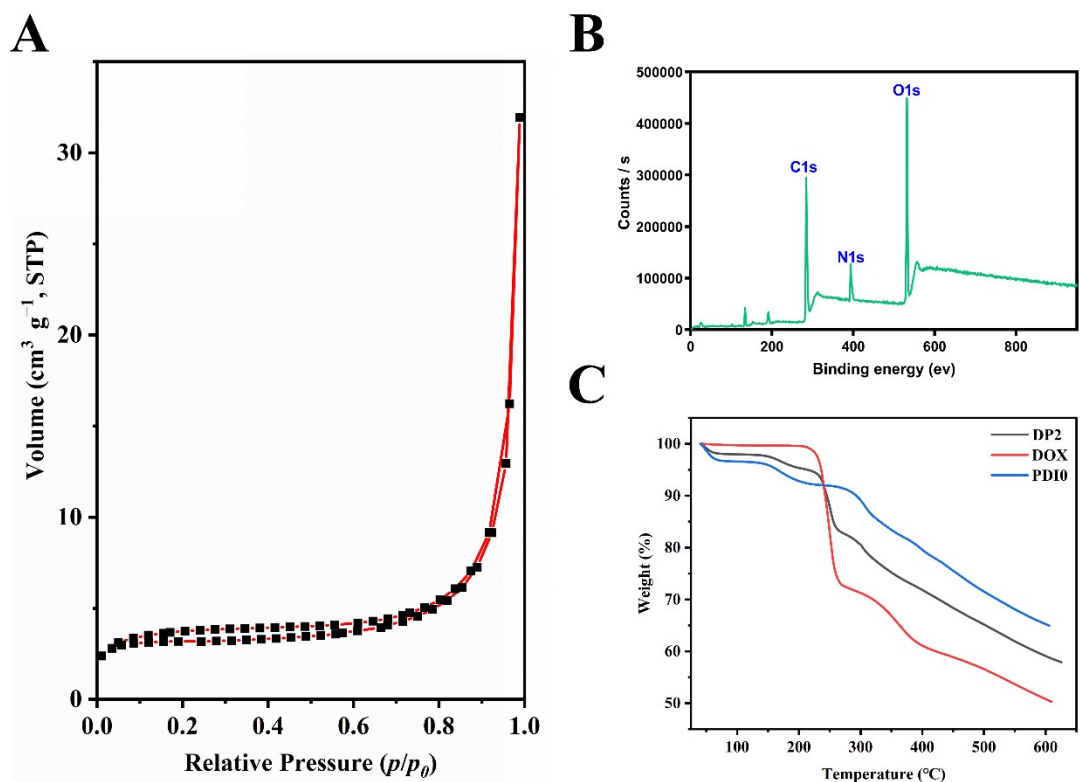 A
Volume (cm³ g⁻¹, STP)
30
20
10
0
0.0 0.2 0.4 0.6 0.8 1.0
Relative Pressure (p/p₀)
B
Counts / s
500000
400000
300000
200000
100000
0
C1s
N1s
O1s
0 200 400 600 800
Binding energy (ev)
C
Weight (%)
100
90
80
70
60
50
DP2
DOX
PDI0
100 200 300 400 500 600
Temperature (°C)